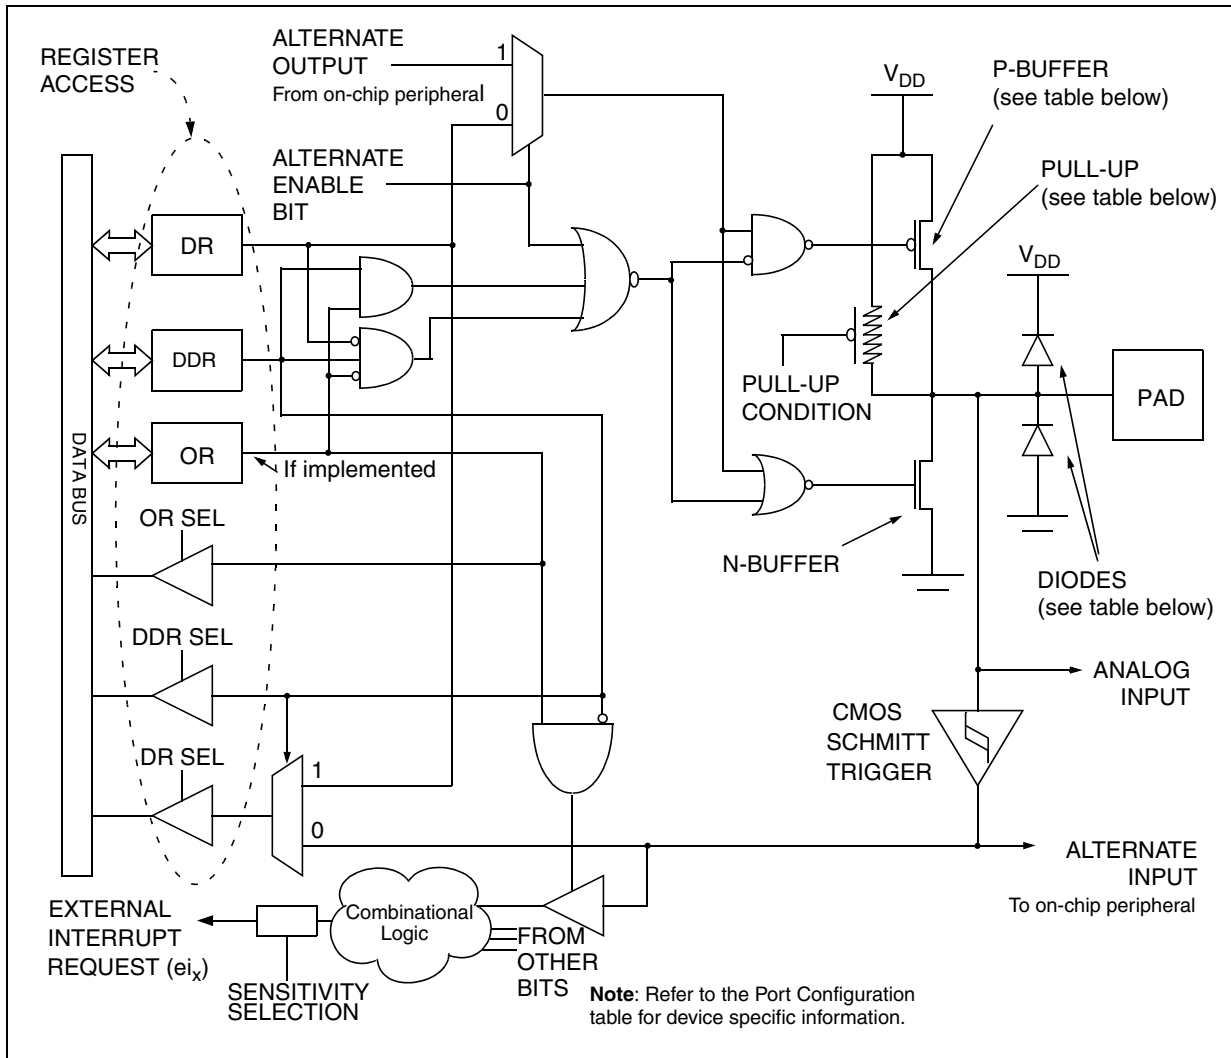 REGISTER
ACCESS
ALTERNATE
OUTPUT
From on-chip peripheral
1
0
ALTERNATE
ENABLE
BIT
VDD
P-BUFFER
(see table below)
PULL-UP
(see table below)
VDD
DR
DDR
OR
DATA BUS
If implemented
PULL-UP
CONDITION
PAD
N-BUFFER
DIODES
(see table below)
OR SEL
DDR SEL
DR SEL
1
0
ANALOG
INPUT
CMOS
SCHMITT
TRIGGER
ALTERNATE
INPUT
To on-chip peripheral
EXTERNAL
INTERRUPT
REQUEST (eix)
Combinational
Logic
FROM
OTHER
BITS
SENSITIVITY
SELECTION
Note: Refer to the Port Configuration
table for device specific information.